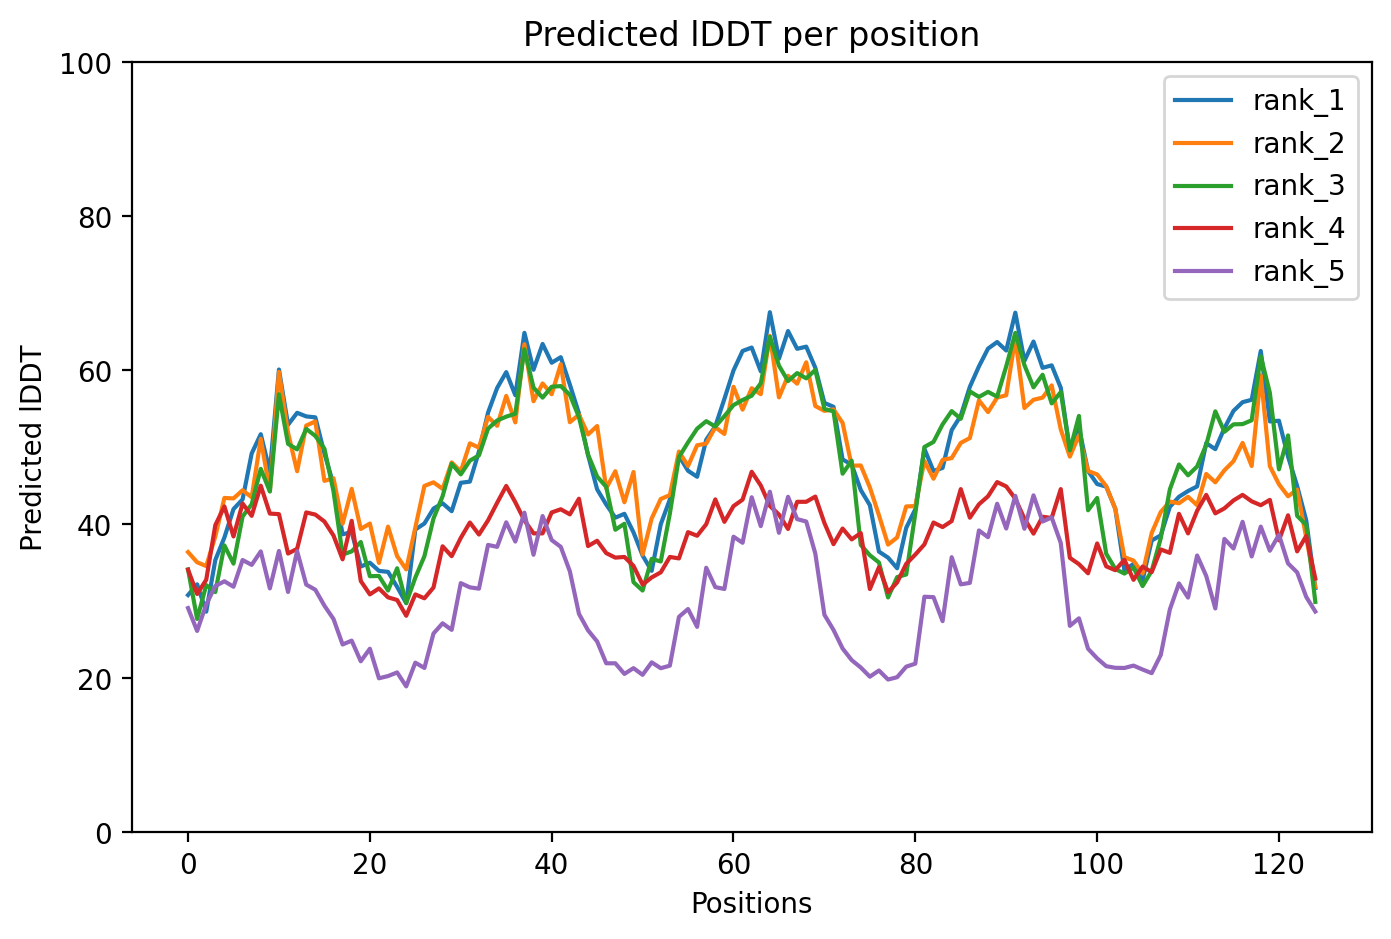 Predicted lDDT per position
100
80
60
40
20
0
Predicted lDDT
0 20 40 60 80 100 120
Positions
rank_1
rank_2
rank_3
rank_4
rank_5